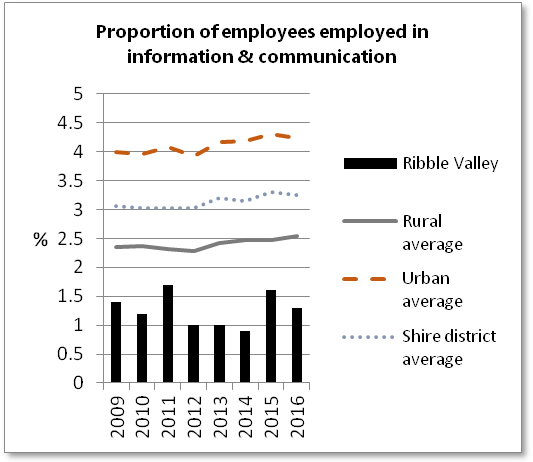 Proportion of employees employed in
information & communication
5
4.5
4
3.5
3
2.5
2
1.5
1
0.5
0
%
2009
2010
2011
2012
2013
2014
2015
2016
Ribble Valley
Rural
average
Urban
average
Shire district
average